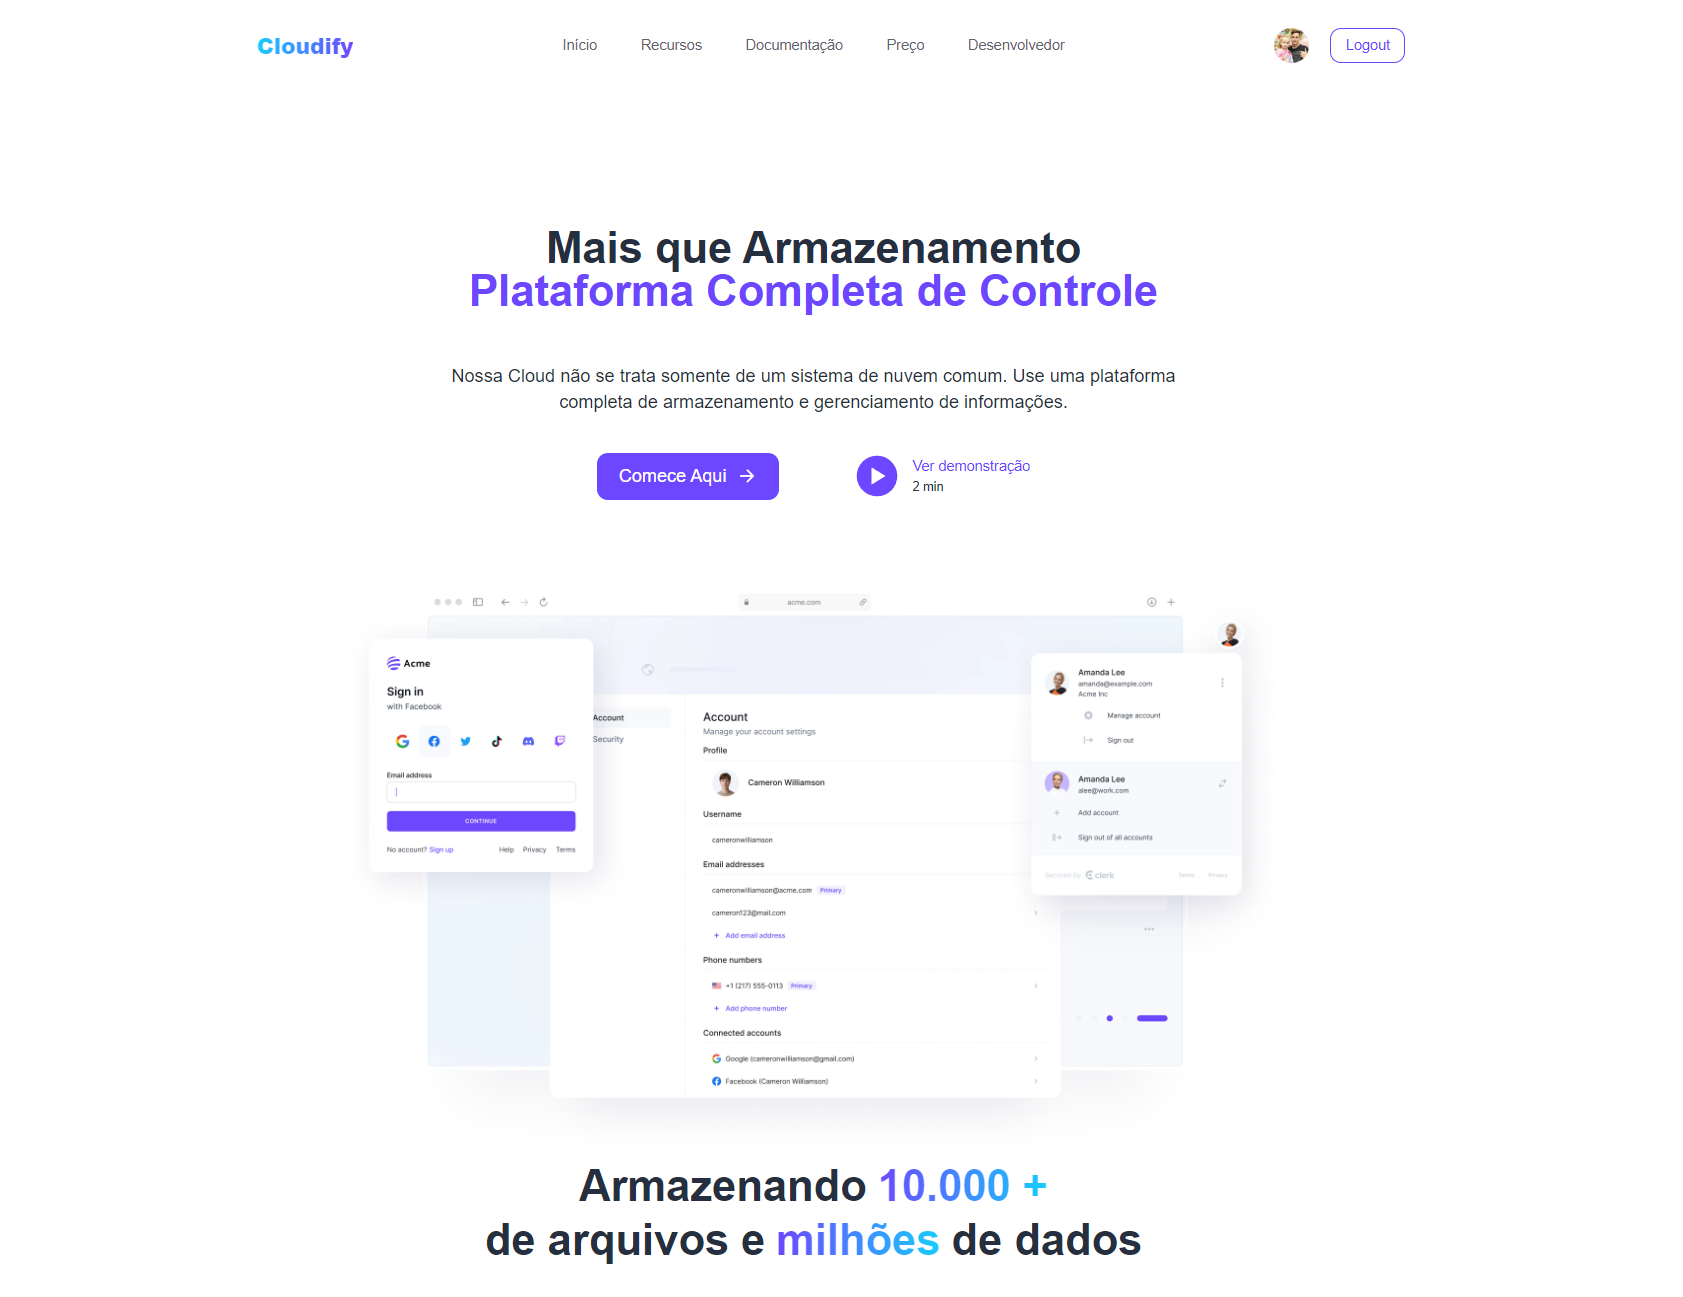 Cloudify
Início
Recursos
Documentação
Preço
Desenvolvedor
Logout
Mais que Armazenamento
Plataforma Completa de Controle
Nossa Cloud não se trata somente de um sistema de nuvem comum. Use uma plataforma
completa de armazenamento e gerenciamento de informações.
Comece Aqui
Ver demonstração
2 min
acme.com
Acme
Sign in
with Facebook
Email address
CONTINUE
No account? Sign up
Help
Privacy
Terms
Account
Security
Account
Manage your account settings
Profile
Cameron Williamson
Username
cameronwilliamson
Email addresses
cameronwilliamson@acme.com Primary
cameron123@mail.com
+ Add email address
Phone numbers
+1 (217) 555-0113 Primary
+ Add phone number
Connected accounts
Google (cameronwilliamson@gmail.com)
Facebook (Cameron Williamson)
Amanda Lee
amanda@example.com
Acme Inc
Manage account
Sign out
Amanda Lee
alee@work.com
+ Add account
Sign out of all accounts
Secured by clerk
Terms
Privacy
Armazenando 10.000 +
de arquivos e milhões de dados